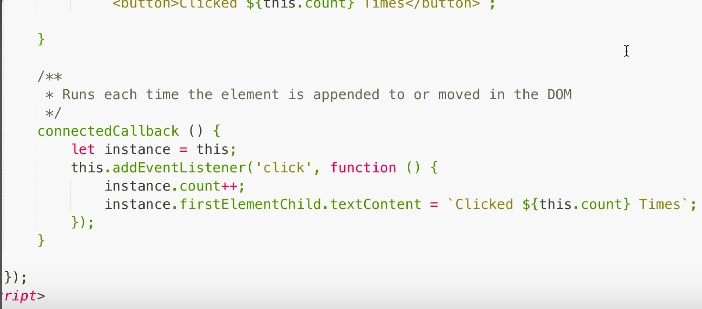 <button>Clicked ${this.count} Times</button>`;
}
/**
* Runs each time the element is appended to or moved in the DOM
*/
connectedCallback () {
let instance = this;
this.addEventListener('click', function () {
instance.count++;
instance.firstElementChild.textContent = `Clicked ${this.count} Times`;
});
}
});
ript>